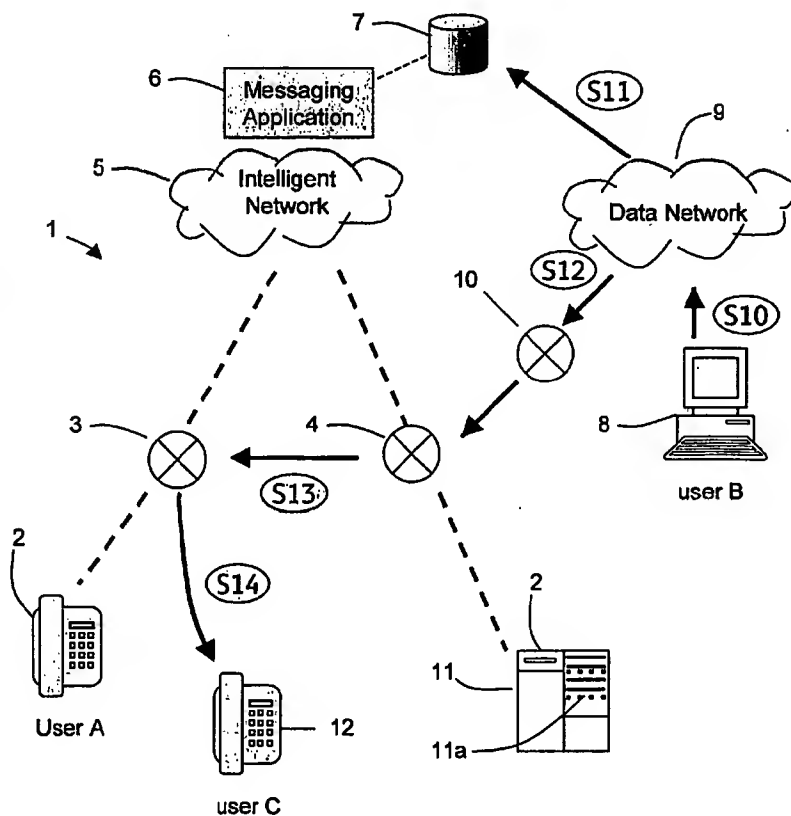 7
6
Messaging
Application
S11
9
5
Intelligent
Network
Data Network
1
S12
10
S10
3
4
8
S13
user B
2
S14
2
11
User A
12
11a
user C